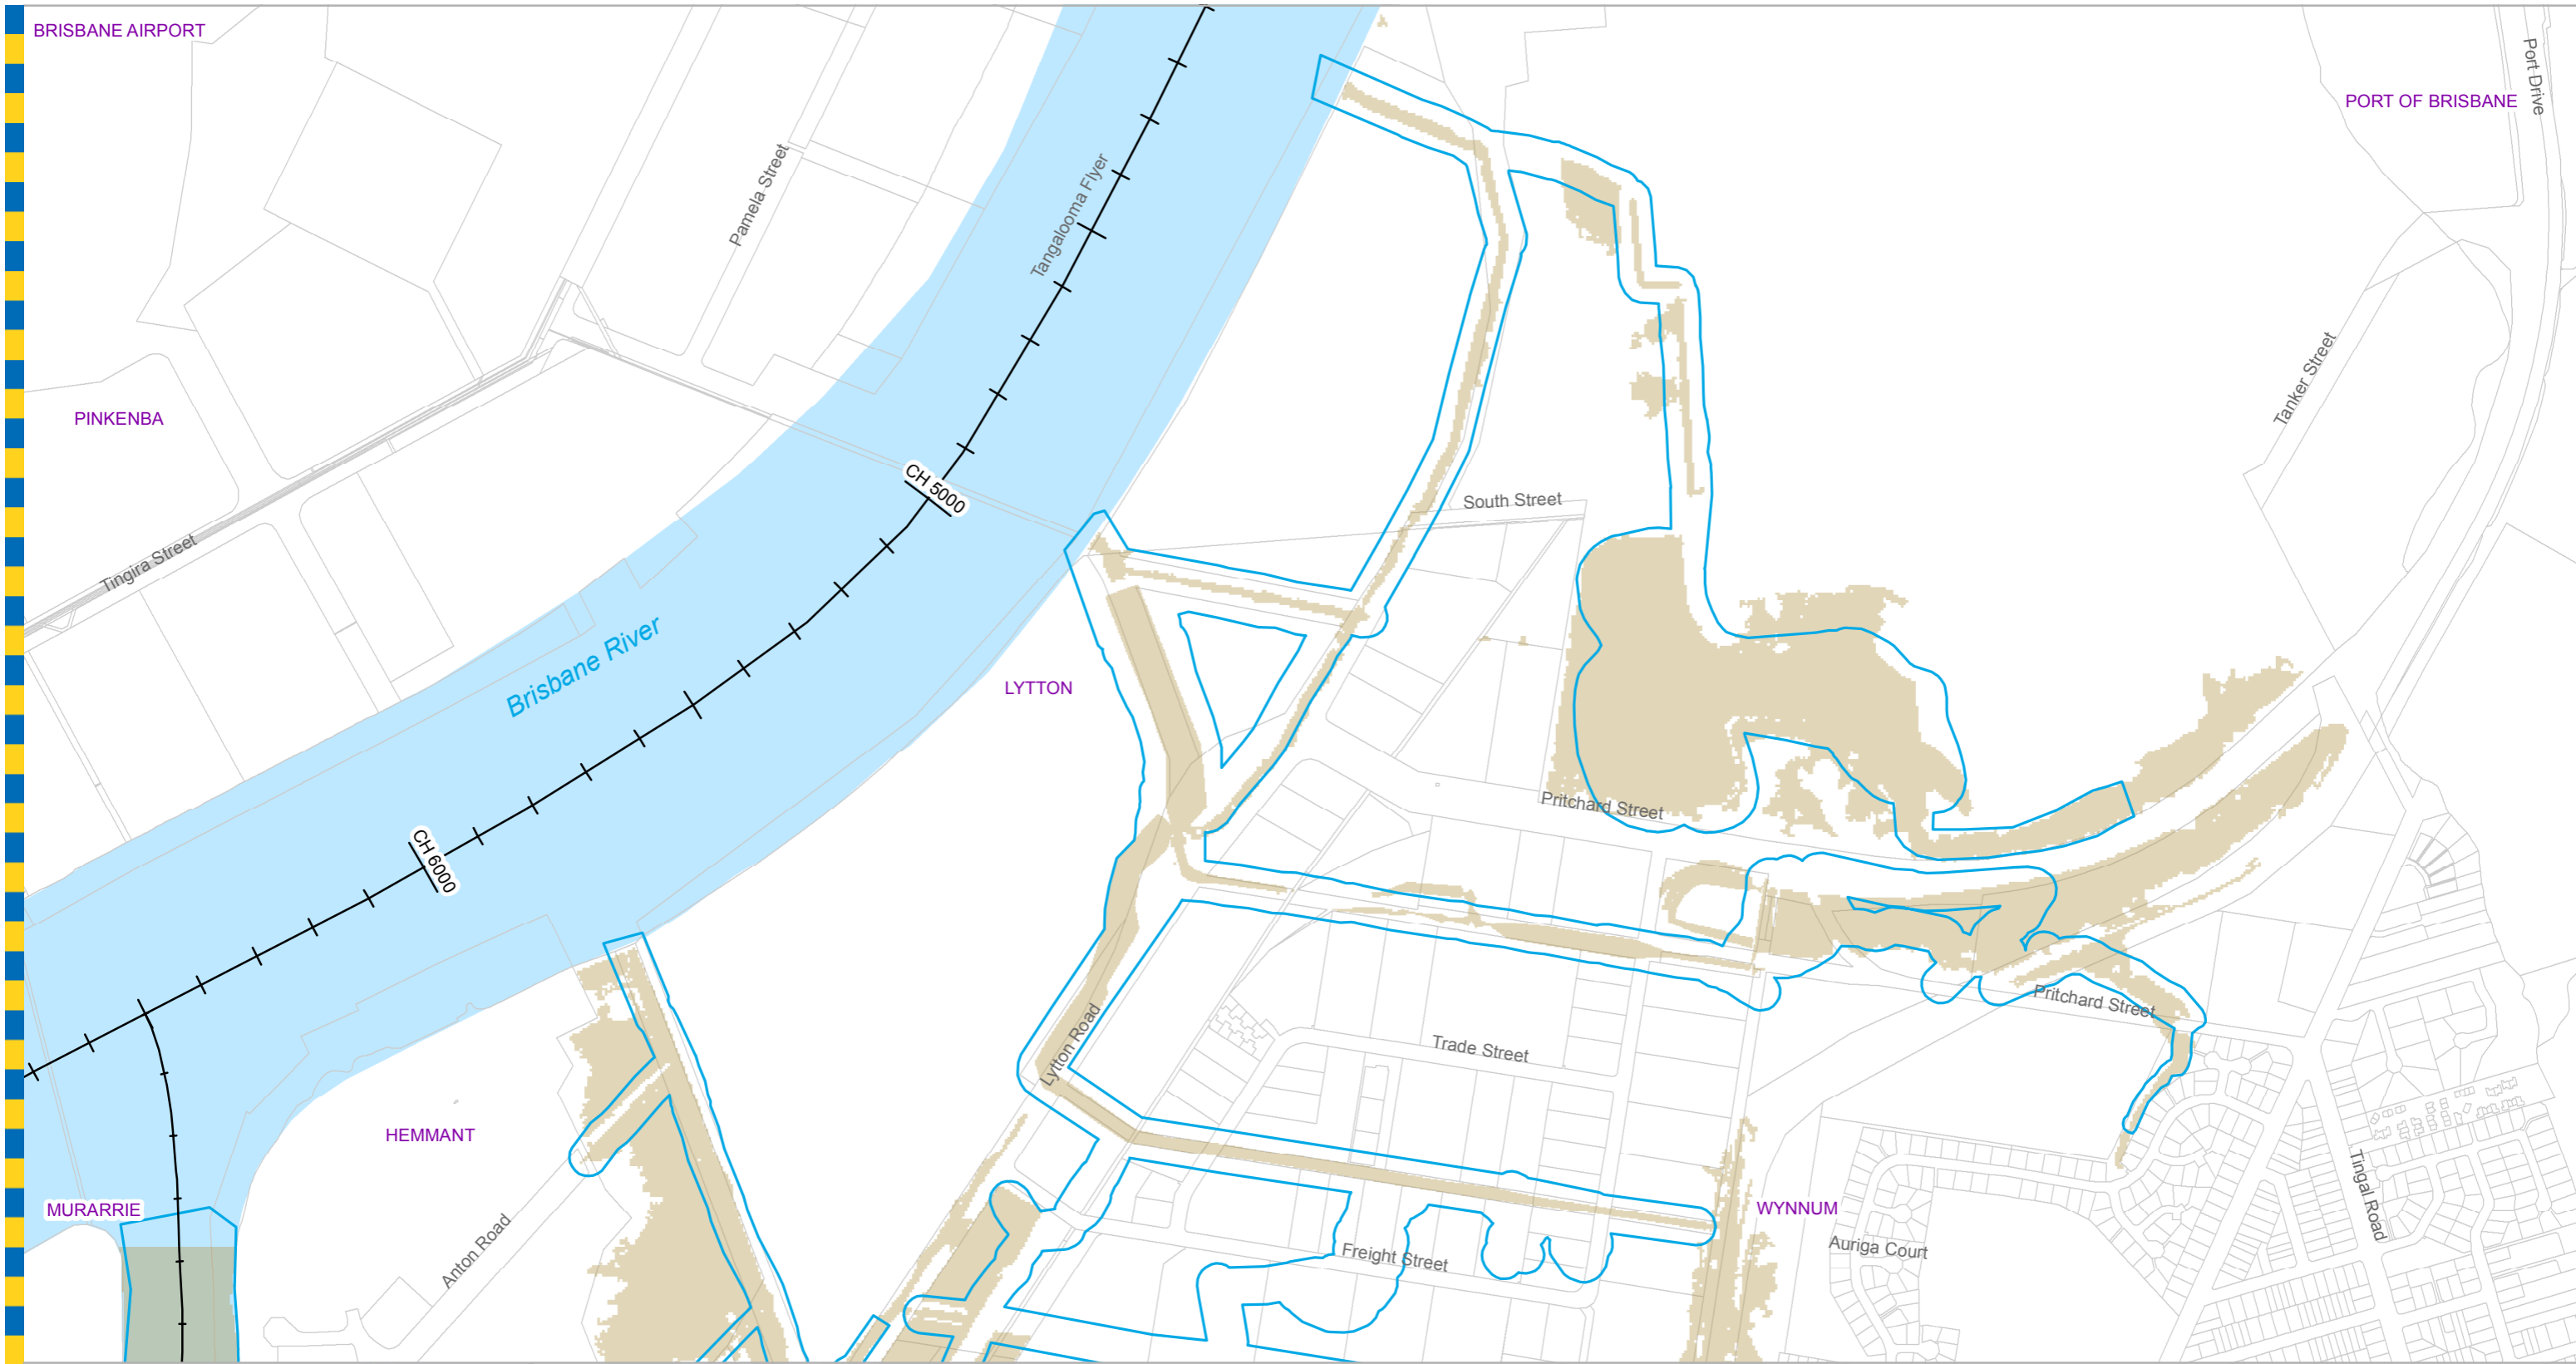 BRISBANE AIRPORT
Port Drive
PORT OF BRISBANE
Pamela Street
Tangalooma Flyer
Tanker Street
PINKENBA
CH 5000
South Street
Tingira Street
Brisbane River
LYTTON
Pritchard Street
CH 6000
Pritchard Street
Lytton Road
Trade Street
HEMMANT
MURARRIE
WYNNUM
Tingal Road
Anton Road
Freight Street
Auriga Court